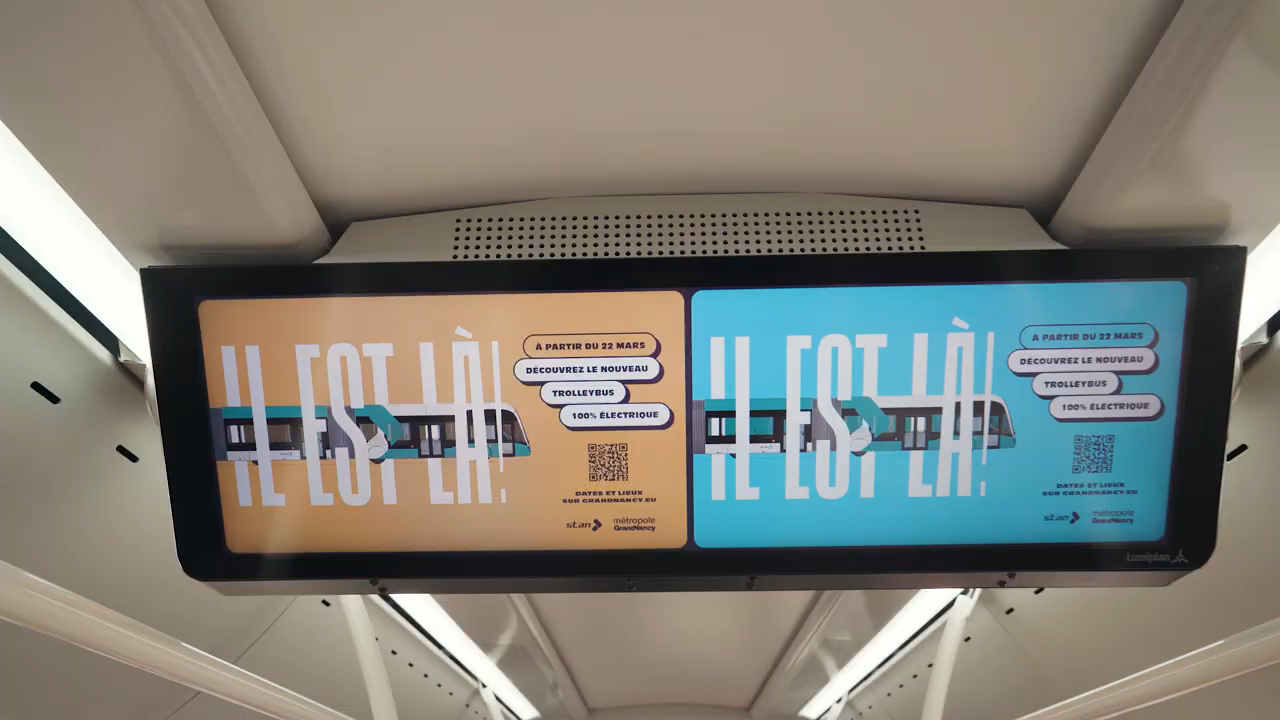 IL EST LÀ!
À PARTIR DU 22 MARS
DÉCOUVREZ LE NOUVEAU
TROLLEYBUS
100% ÉLECTRIQUE
DATES ET LIEUX
SUR GRANDNANCY.EU
stan
métropole
GrandNancy
IL EST LÀ!
À PARTIR DU 22 MARS
DÉCOUVREZ LE NOUVEAU
TROLLEYBUS
100% ÉLECTRIQUE
DATES ET LIEUX
SUR GRANDNANCY.EU
stan
métropole
GrandNancy
Lumiplan